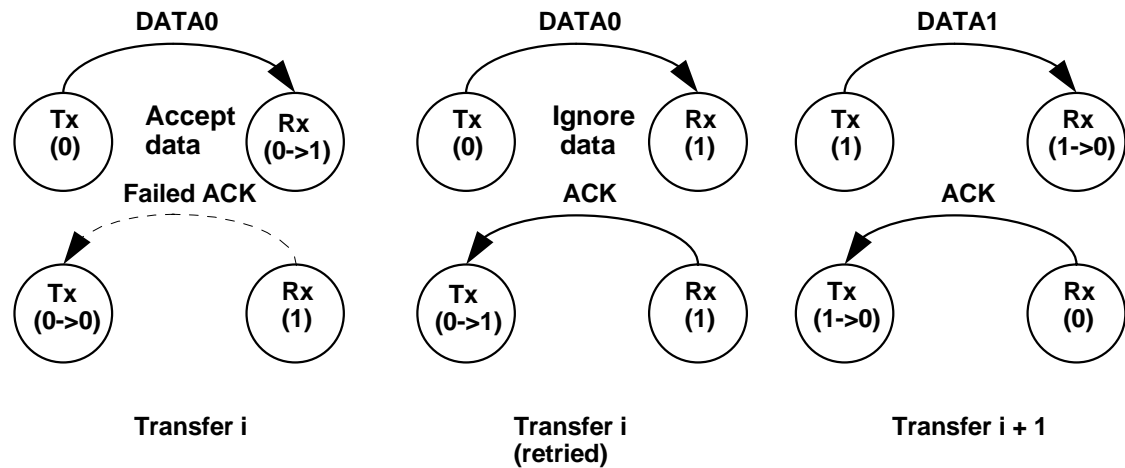 DATA0
Tx
(0)
Accept
data
Rx
(0->1)
Failed ACK
Tx
(0->0)
Rx
(1)
Transfer i
DATA0
Tx
(0)
Ignore
data
Rx
(1)
ACK
Tx
(0->1)
Rx
(1)
Transfer i
(retried)
DATA1
Tx
(1)
Rx
(1->0)
ACK
Tx
(1->0)
Rx
(0)
Transfer i + 1